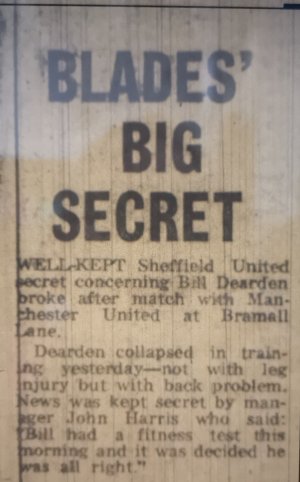 BLADES'
BIG
SECRET
WELL-KEPT Sheffield United
secret concerning Bill Dearden
broke after match with Man-
chester United at Bramall
Lane.
Dearden collapsed in train-
ing yesterday—not with leg
injury but with back problem.
News was kept secret by man-
ager John Harris who said:
"Bill had a fitness test this
morning and it was decided he
was all right."